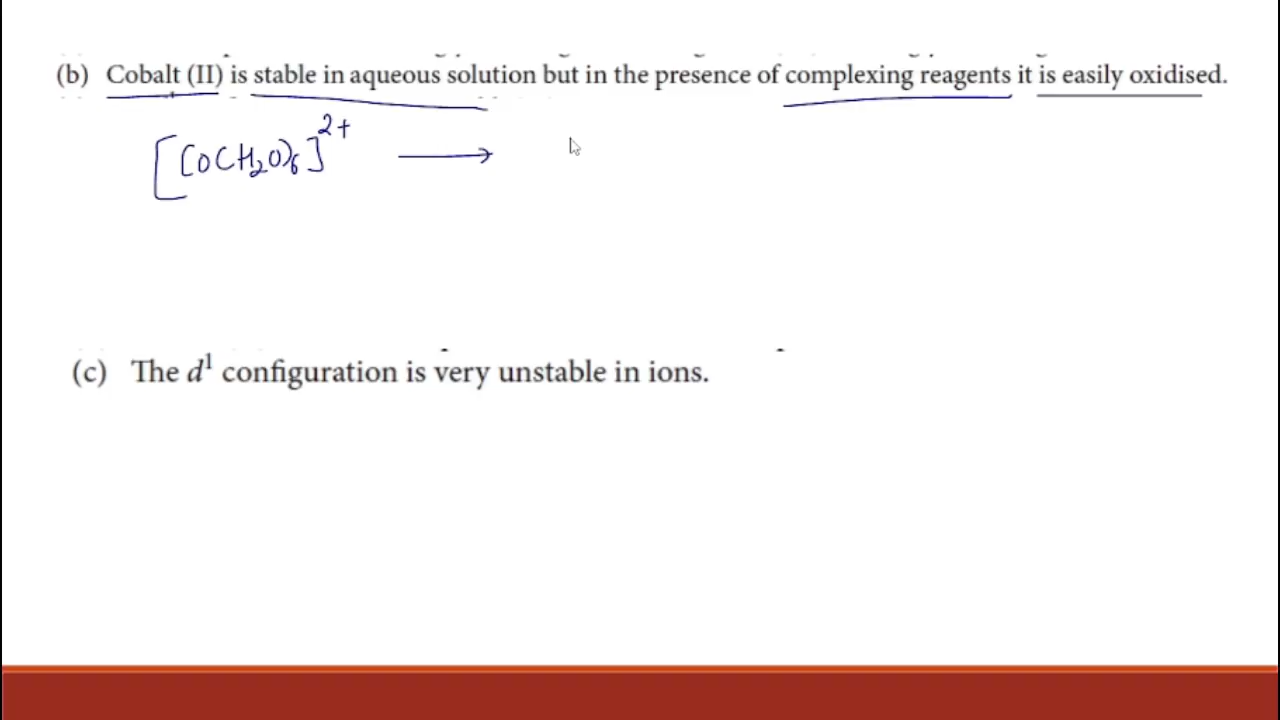 (b) Cobalt (II) is stable in aqueous solution but in the presence of complexing reagents it is easily oxidised.
[CO(H₂O)₆]²⁺ →
(c) The d¹ configuration is very unstable in ions.